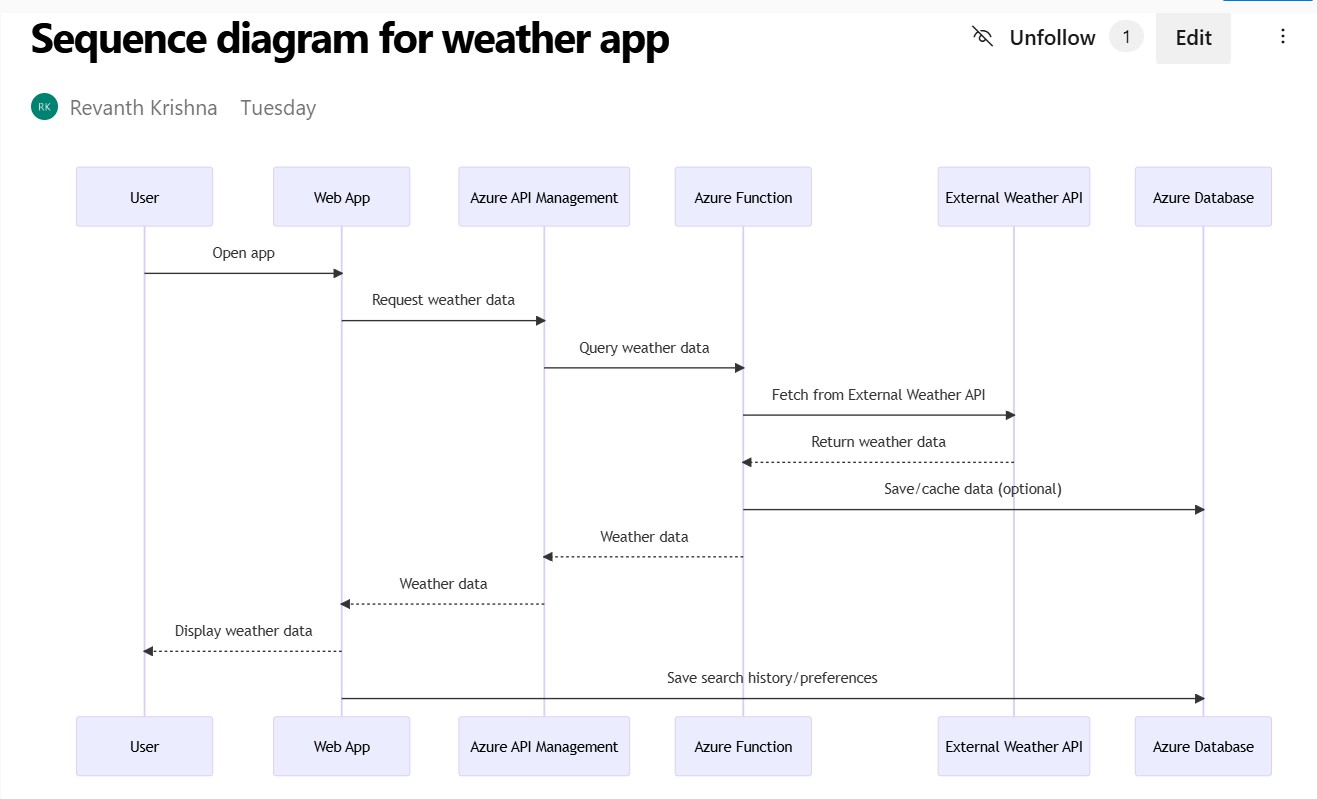 Sequence diagram for weather app
Unfollow 1 Edit
RK Revanth Krishna Tuesday
User Web App Azure API Management Azure Function External Weather API Azure Database
Open app
Request weather data
Query weather data
Fetch from External Weather API
Return weather data
Save/cache data (optional)
Weather data
Weather data
Display weather data
Save search history/preferences
User Web App Azure API Management Azure Function External Weather API Azure Database